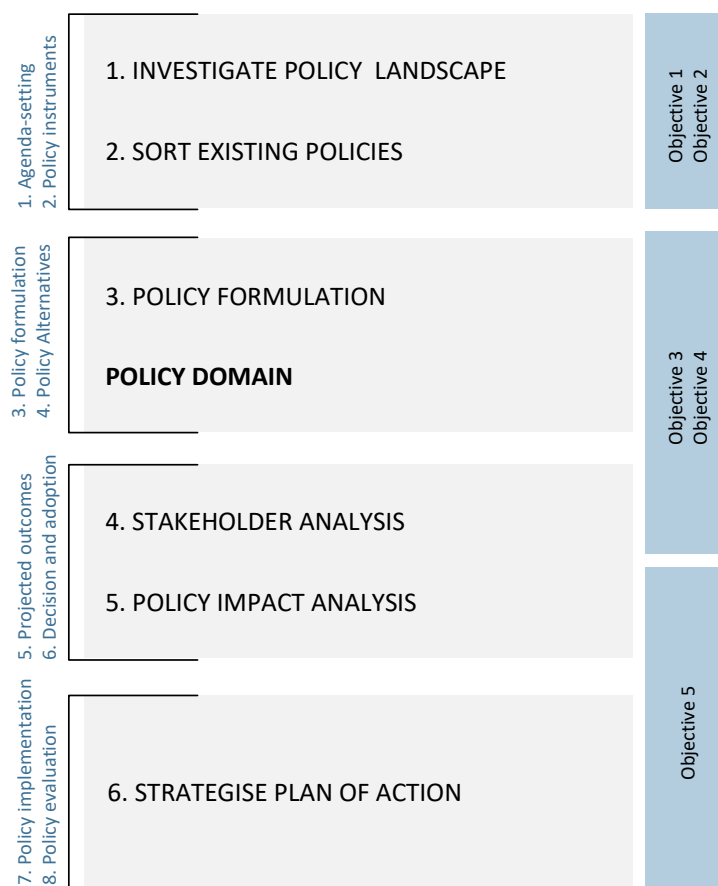 1. Agenda-setting
2. Policy instruments
1. INVESTIGATE POLICY LANDSCAPE
2. SORT EXISTING POLICIES
Objective 1
Objective 2
3. Policy formulation
4. Policy Alternatives
3. POLICY FORMULATION
POLICY DOMAIN
Objective 3
Objective 4
5. Projected outcomes
6. Decision and adoption
4. STAKEHOLDER ANALYSIS
5. POLICY IMPACT ANALYSIS
7. Policy implementation
8. Policy evaluation
6. STRATEGISE PLAN OF ACTION
Objective 5